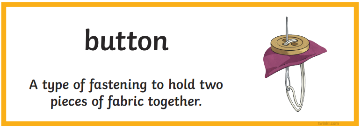 button
A type of fastening to hold two
pieces of fabric together.